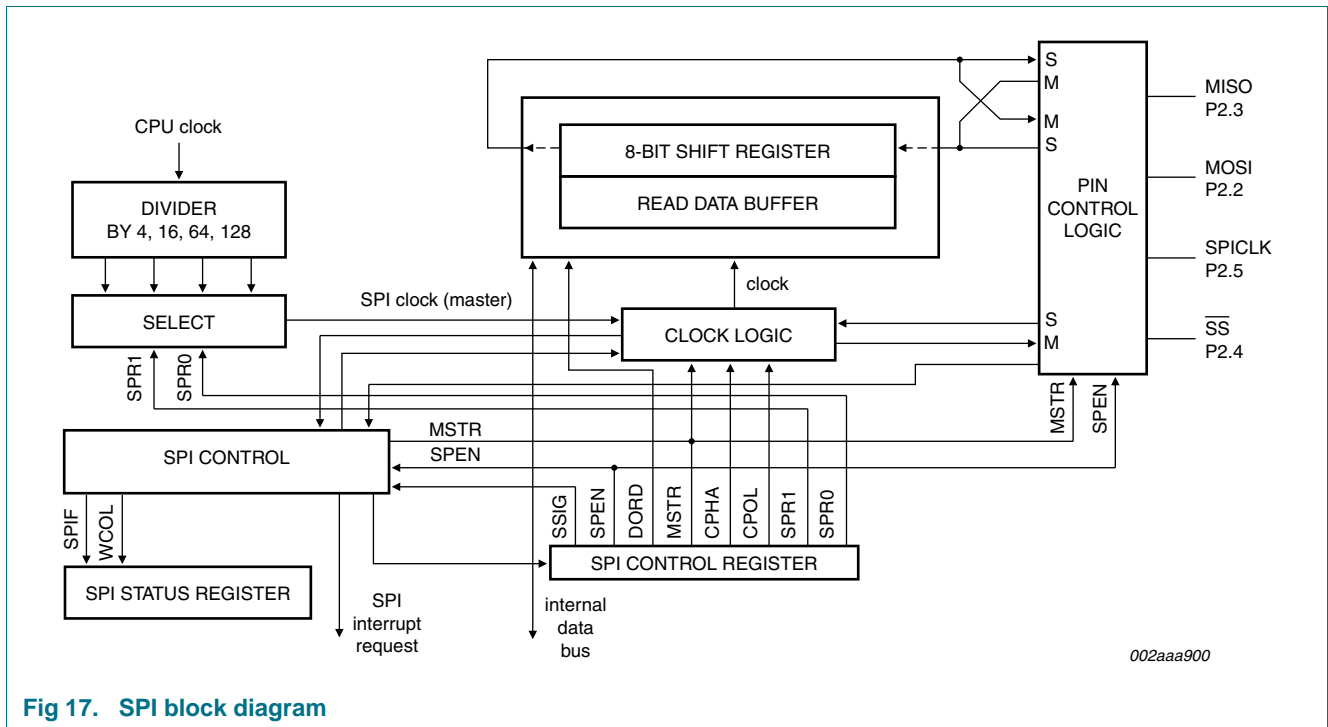 CPU clock
DIVIDER
BY 4, 16, 64, 128
SELECT
SPR1
SPR0
SPI clock (master)
8-BIT SHIFT REGISTER
READ DATA BUFFER
clock
CLOCK LOGIC
S
M
M
S
PIN
CONTROL
LOGIC
S
M
MISO
P2.3
MOSI
P2.2
SPICLK
P2.5
SS
P2.4
MSTR
SPEN
SPI CONTROL
MSTR
SPEN
SPIF
WCOL
SPI STATUS REGISTER
SPI
interrupt
request
SSIG
SPEN
DORD
MSTR
CPHA
CPOL
SPR1
SPR0
SPI CONTROL REGISTER
internal
data
bus
002aaa900
Fig 17. SPI block diagram